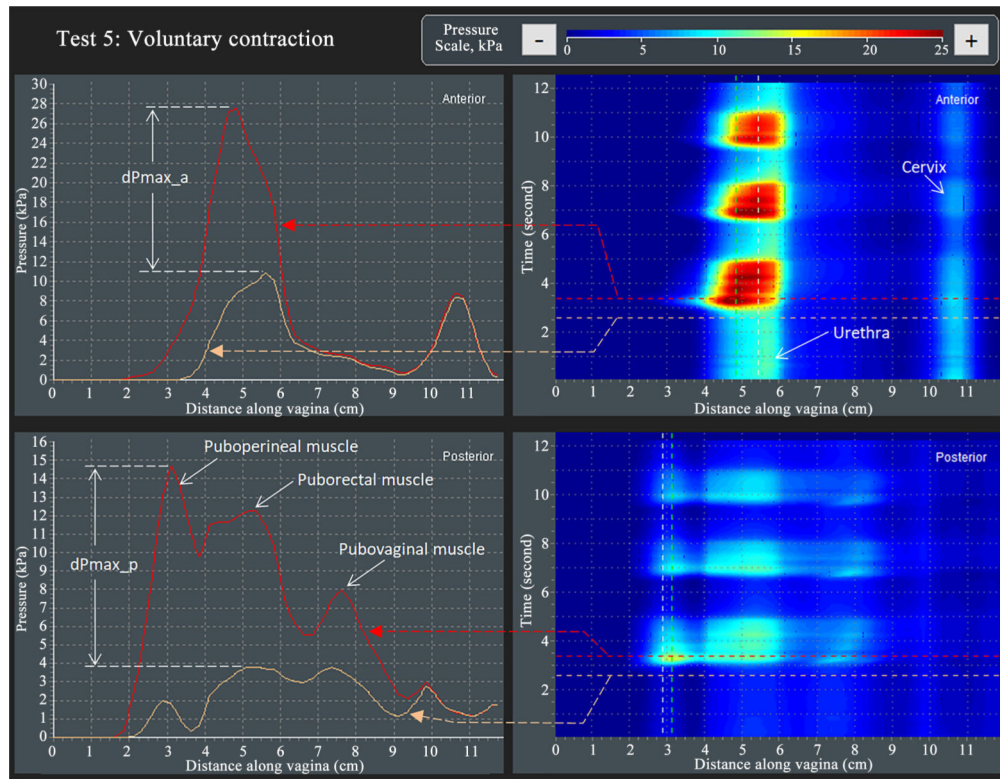 Test 5: Voluntary contraction
Pressure
Scale, kPa
-
0 5 10 15 20 25
+
Anterior
Pressure (kPa)
30
28
26
24
22
20
18
16
14
12
10
8
6
4
2
0
dPmax_a
0 1 2 3 4 5 6 7 8 9 10 11
Distance along vagina (cm)
Anterior
Time (second)
12
10
8
6
4
2
Cervix
Urethra
0 1 2 3 4 5 6 7 8 9 10 11
Distance along vagina (cm)
Posterior
Pressure (kPa)
16
15
14
13
12
11
10
9
8
7
6
5
4
3
2
1
0
Puboperineal muscle
Puborectal muscle
Pubovaginal muscle
dPmax_p
0 1 2 3 4 5 6 7 8 9 10 11
Distance along vagina (cm)
Posterior
Time (second)
12
10
8
6
4
2
0 1 2 3 4 5 6 7 8 9 10 11
Distance along vagina (cm)